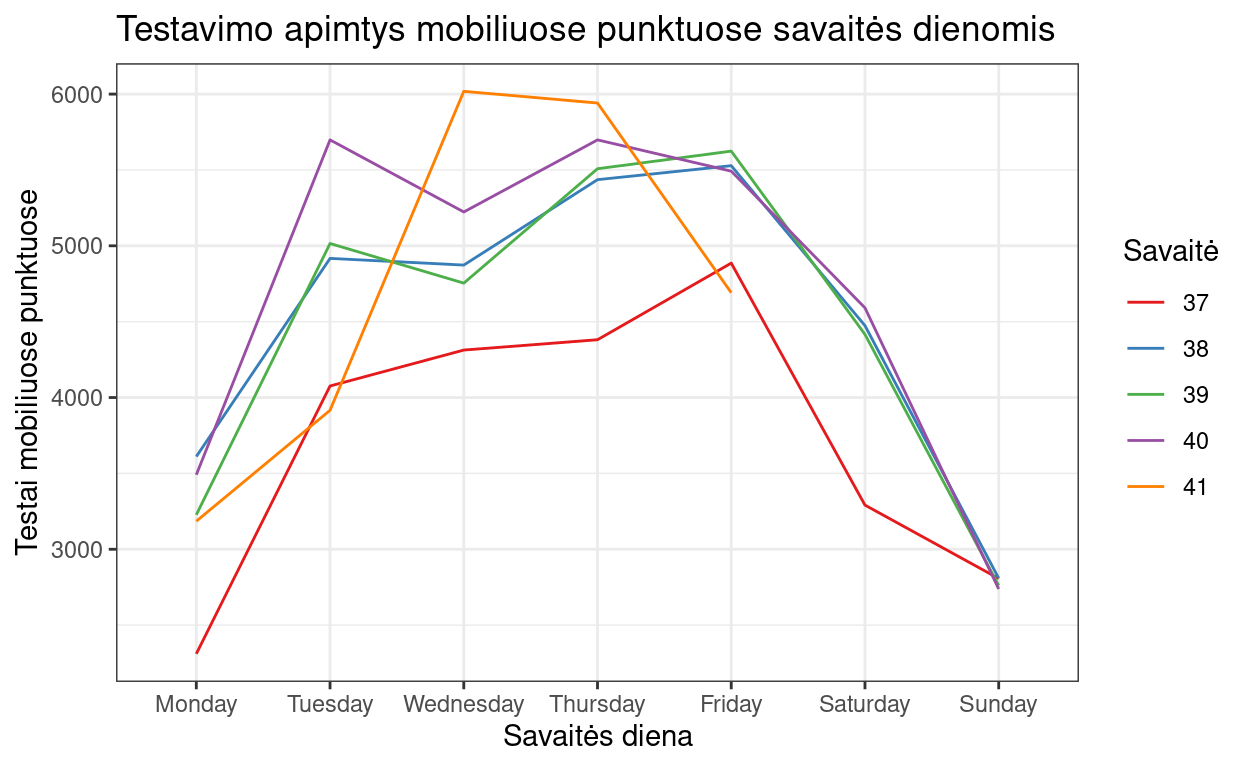 Testavimo apimtys mobiliuose punktuose savaitės dienomis
Testai mobiliuose punktuose
6000
5000
4000
3000
Monday Tuesday Wednesday Thursday Friday Saturday Sunday
Savaitės diena
Savaitė
37
38
39
40
41